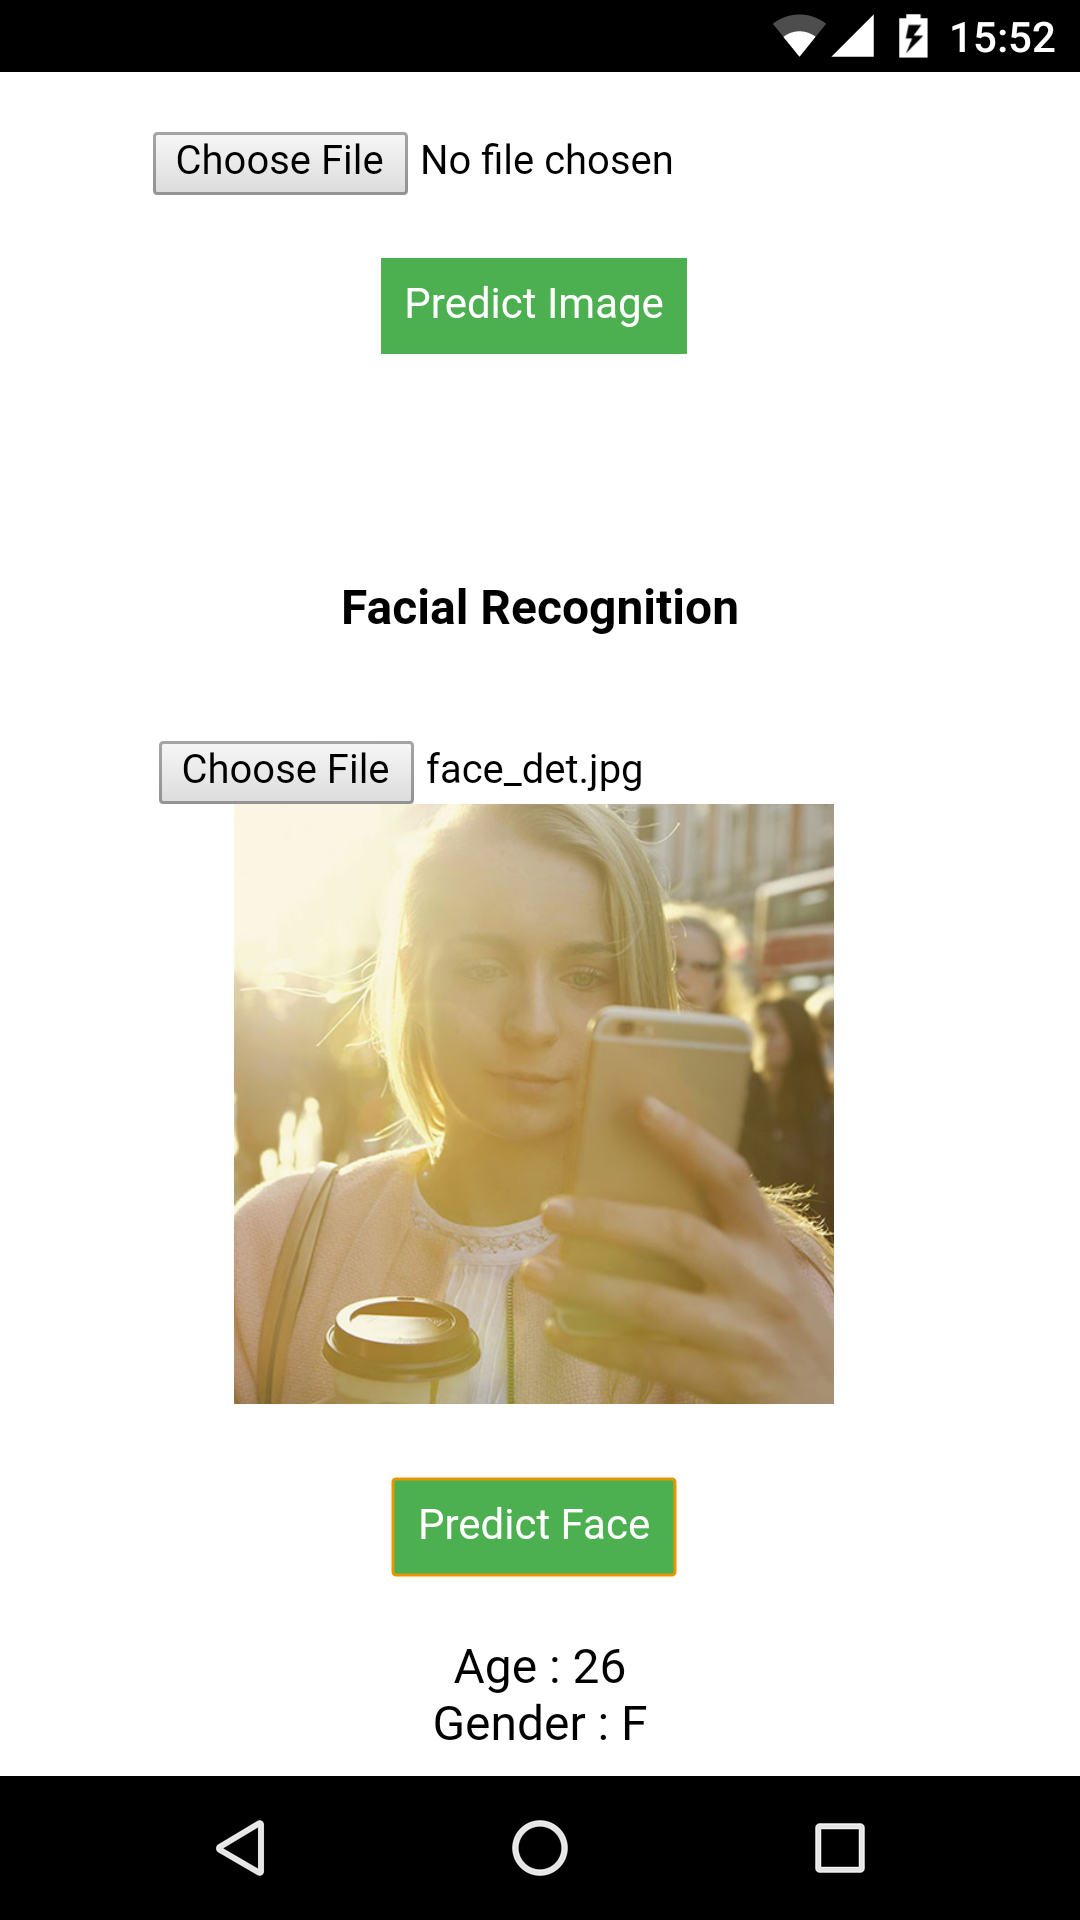 15:52
Choose File No file chosen
Predict Image
Facial Recognition
Choose File face_det.jpg
Predict Face
Age : 26
Gender : F